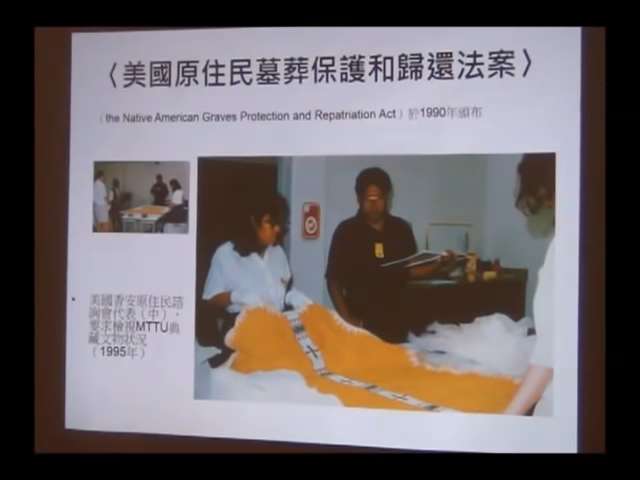 〈美國原住民墓葬保護和歸還法案〉
（the Native American Graves Protection and Repatriation Act）於1990年頒布
美國香安原住民諮
詢會代表（中），
要求檢視MTTU典
藏文物狀況
（1995年）